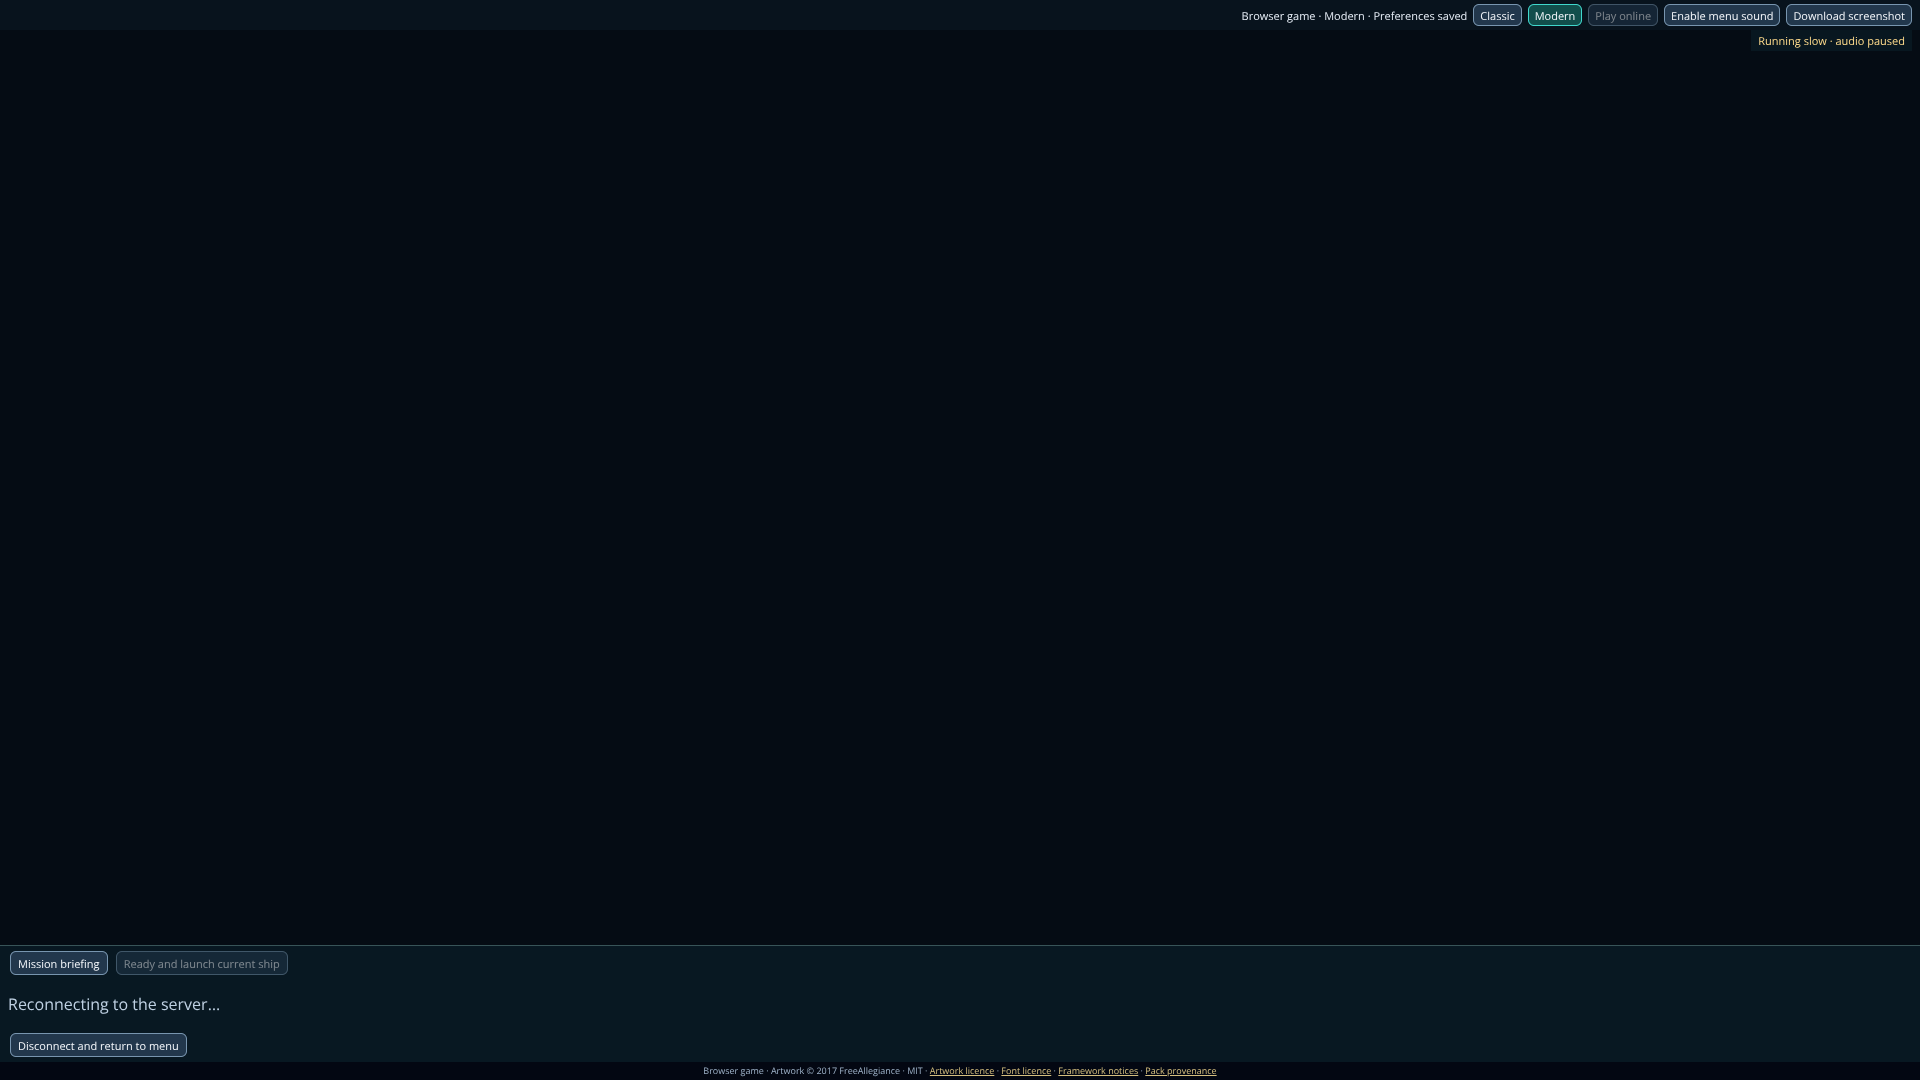 Browser game · Modern · Preferences saved Classic Modern Play online Enable menu sound Download screenshot
Running slow · audio paused
Mission briefing Ready and launch current ship
Reconnecting to the server...
Disconnect and return to menu
Browser game · Artwork © 2017 FreeAllegiance · MIT · Artwork licence · Font licence · Framework notices · Pack provenance